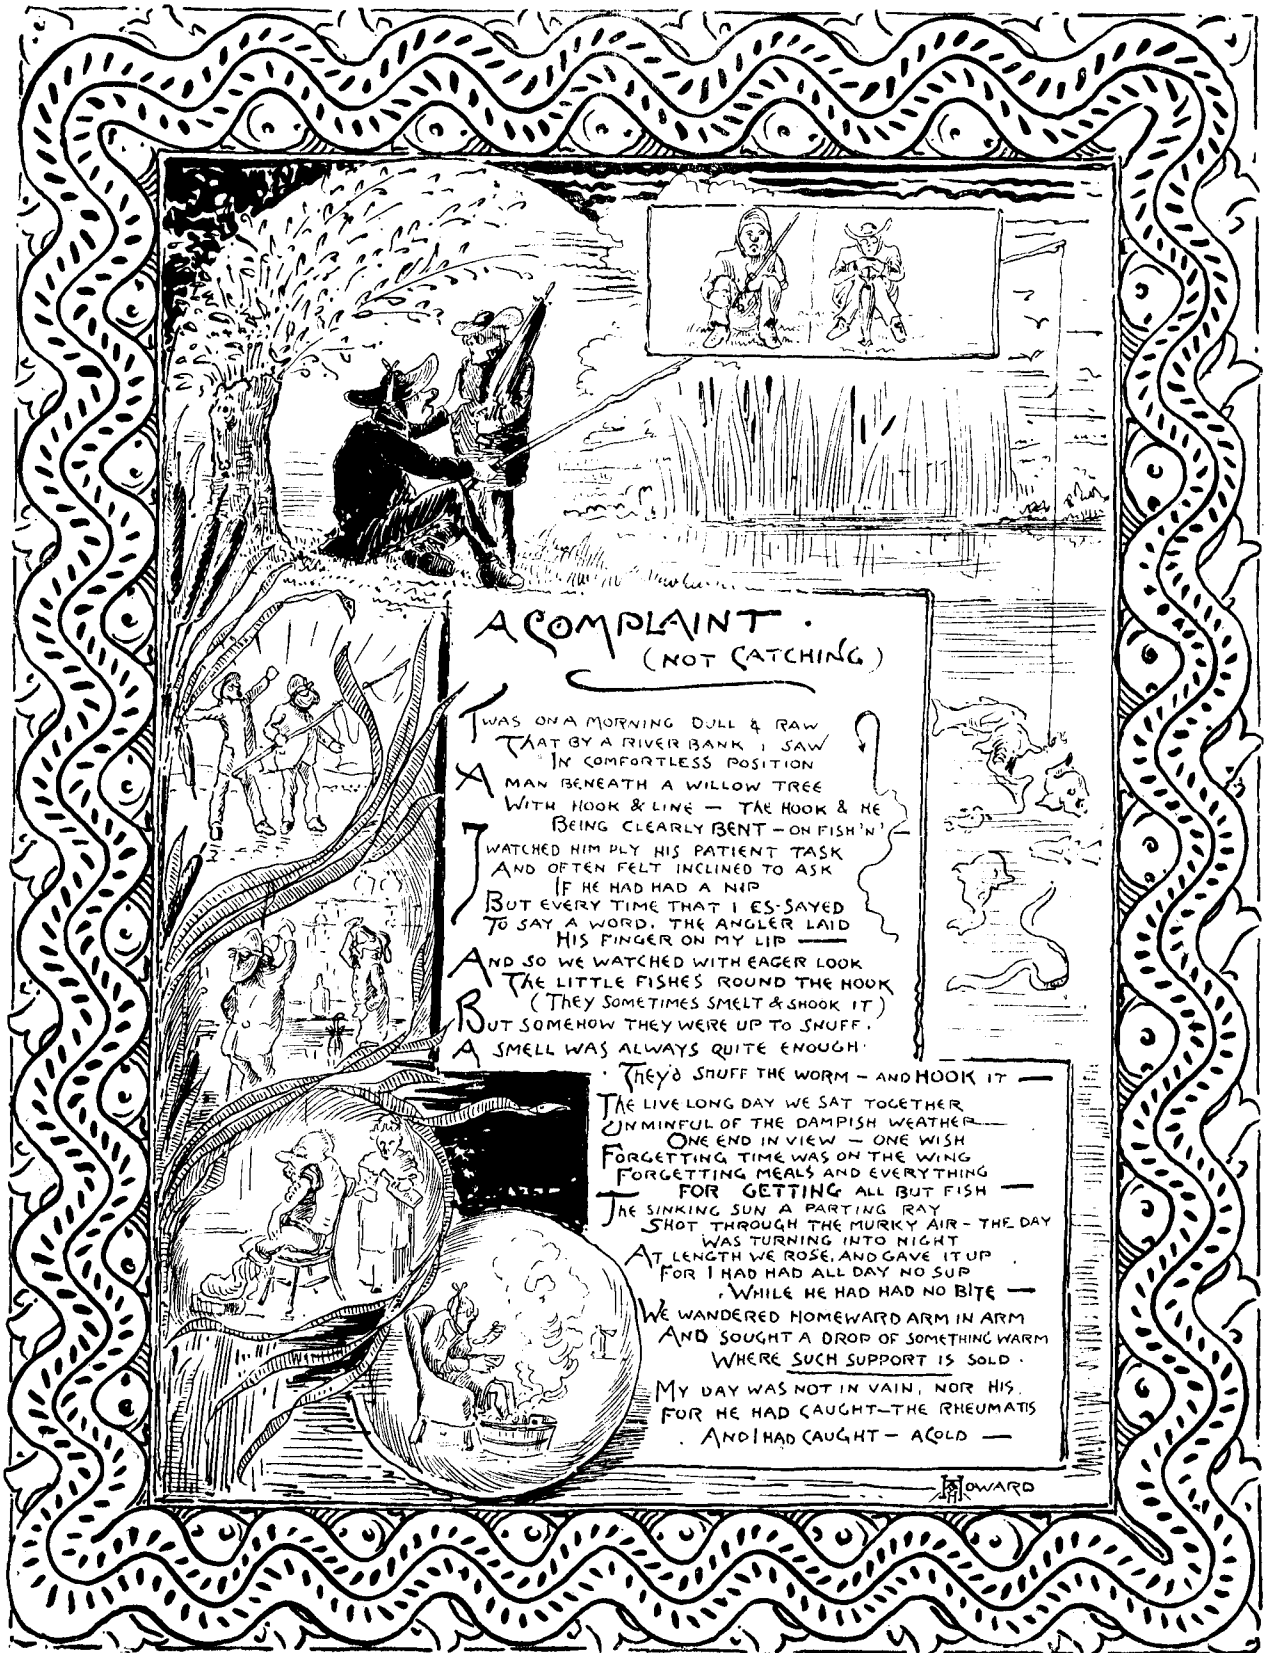 A COMPLAINT.
(NOT CATCHING)
TWAS ON A MORNING DULL & RAW
THAT BY A RIVER BANK I SAW
IN COMFORTLESS POSITION
A MAN BENEATH A WILLOW TREE
WITH HOOK & LINE — THE HOOK & HE
BEING CLEARLY BENT — ON FISH'N'
I WATCHED HIM PLY HIS PATIENT TASK
AND OFTEN FELT INCLINED TO ASK
IF HE HAD HAD A NIP
BUT EVERY TIME THAT I ES-SAYED
TO SAY A WORD, THE ANGLER LAID
HIS FINGER ON MY LIP —
AND SO WE WATCHED WITH EAGER LOOK
THE LITTLE FISHES ROUND THE HOOK
(THEY SOMETIMES SMELT & SHOOK IT)
BUT SOMEHOW THEY WERE UP TO SNUFF.
A SMELL WAS ALWAYS QUITE ENOUGH.
THEY'D SNUFF THE WORM — AND HOOK IT —
THE LIVE LONG DAY WE SAT TOGETHER
UNMINFUL OF THE DAMPISH WEATHER —
ONE END IN VIEW — ONE WISH
FORGETTING TIME WAS ON THE WING
FORGETTING MEALS AND EVERYTHING
FOR GETTING ALL BUT FISH —
THE SINKING SUN A PARTING RAY
SHOT THROUGH THE MURKY AIR — THE DAY
WAS TURNING INTO NIGHT
AT LENGTH WE ROSE, AND GAVE IT UP
FOR I HAD HAD ALL DAY NO SUP
WHILE HE HAD HAD NO BITE —
WE WANDERED HOMEWARD ARM IN ARM
AND SOUGHT A DROP OF SOMETHING WARM
WHERE SUCH SUPPORT IS SOLD.
MY DAY WAS NOT IN VAIN, NOR HIS,
FOR HE HAD CAUGHT — THE RHEUMATIS
AND I HAD CAUGHT — A COLD —
HOWARD